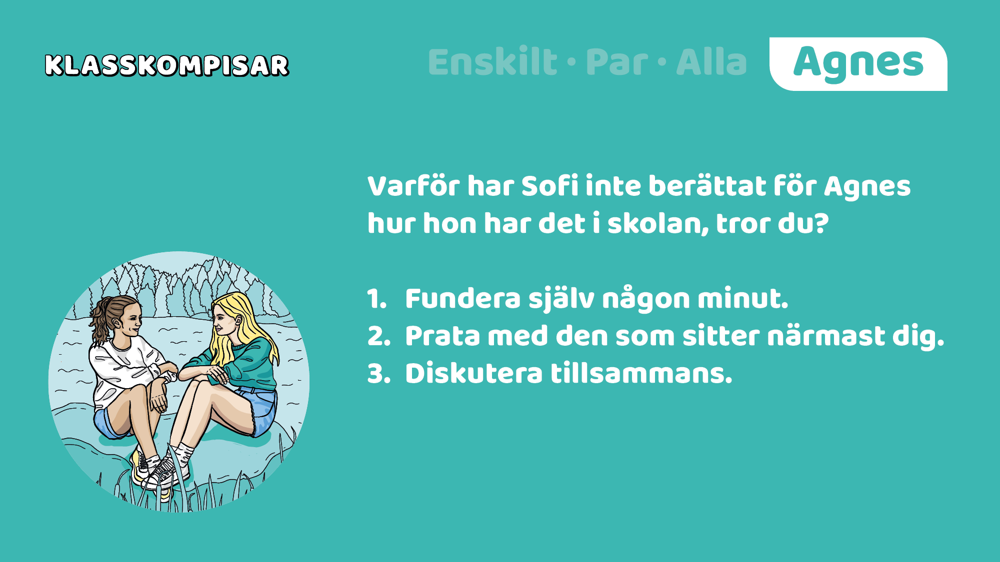 KLASSKOMPISAR
Enskilt • Par • Alla
Agnes
Varför har Sofi inte berättat för Agnes
hur hon har det i skolan, tror du?
1. Fundera själv någon minut.
2. Prata med den som sitter närmast dig.
3. Diskutera tillsammans.